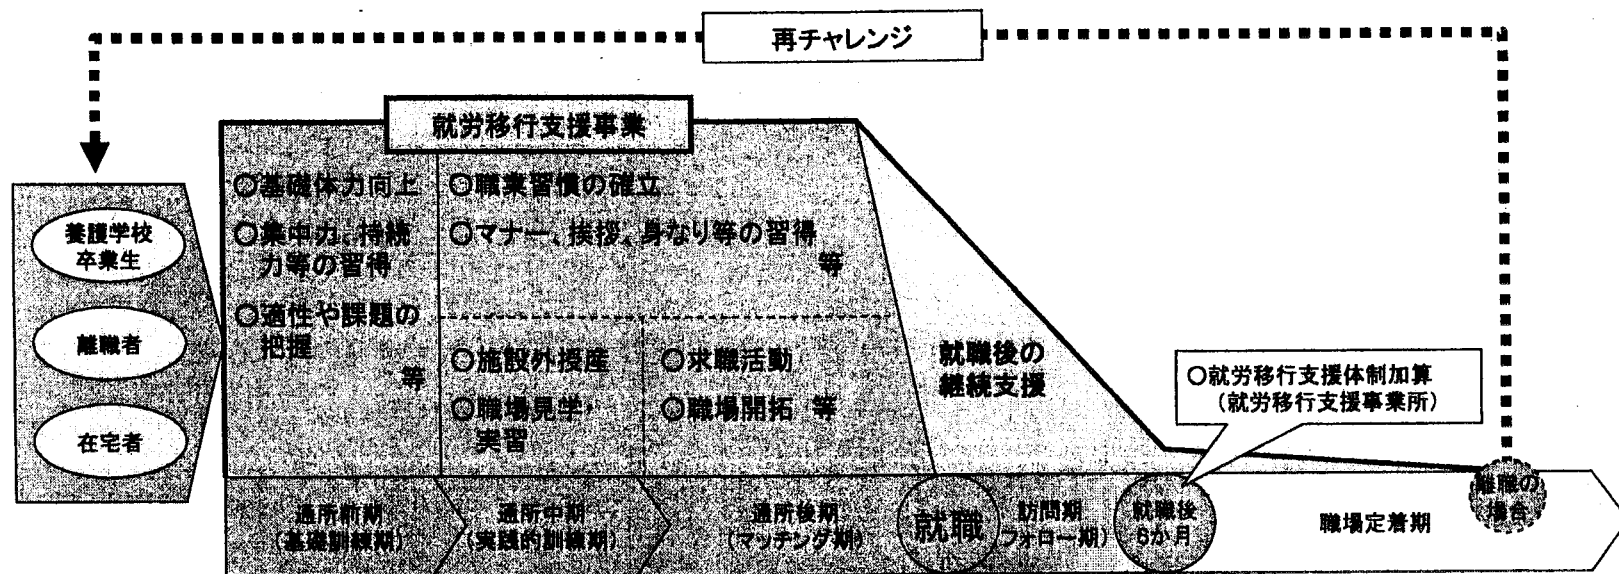 再チャレンジ
就労移行支援事業
養護学校
卒業生
離職者
在宅者
○基礎体力向上
○集中力、持続
力等の習得
○適性や課題の
把握
等
○職業習慣の確立
○マナー、挨拶、身なり等の習得
等
○施設外授産
○職場見学・
実習
○求職活動
○職場開拓 等
就職後の
継続支援
○就労移行支援体制加算
(就労移行支援事業所)
通所前期
(基礎訓練期)
通所中期
(実践的訓練期)
通所後期
(マッチング期)
就職
訪問期
(フォロー期)
就職後
6か月
職場定着期
離職の
場合